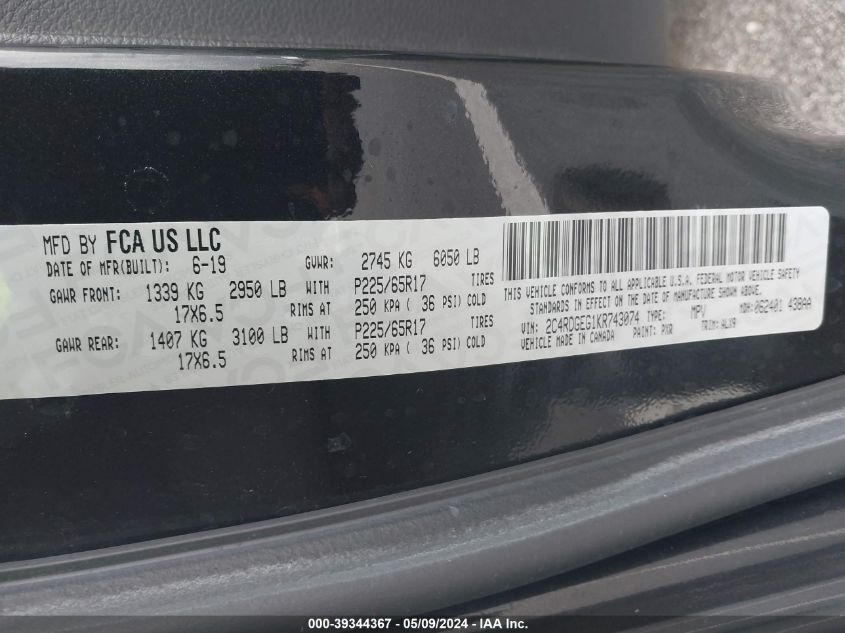 MFD BY FCA US LLC
DATE OF MFR(BUILT): 6-19 GVWR: 2745 KG 6050 LB
GAWR FRONT: 1339 KG 2950 LB WITH P225/65R17 TIRES
17X6.5 RIMS AT 250 KPA ( 36 PSI) COLD
GAWR REAR: 1407 KG 3100 LB WITH P225/65R17 TIRES
17X6.5 RIMS AT 250 KPA ( 36 PSI) COLD
THIS VEHICLE CONFORMS TO ALL APPLICABLE U.S.A. FEDERAL MOTOR VEHICLE SAFETY
STANDARDS IN EFFECT ON THE DATE OF MANUFACTURE SHOWN ABOVE.
VIN: 2C4RDGEG1KR743074 TYPE: MPV MDH: 062401 438AA
VEHICLE MADE IN CANADA PAINT: PXR TRIM: ALX9
000-39344367 - 05/09/2024 - IAA Inc.